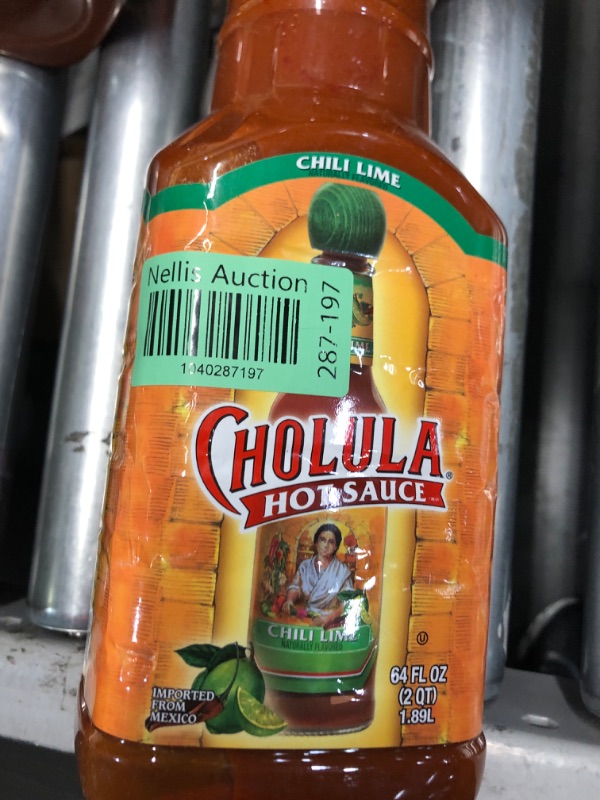 CHILI LIME
Nellis Auction
1040287197
287-197
CHOLULA®
HOT SAUCE
CHILI LIME
NATURALLY FLAVORED
U
IMPORTED
FROM
MEXICO
64 FL OZ
(2 QT)
1.89L